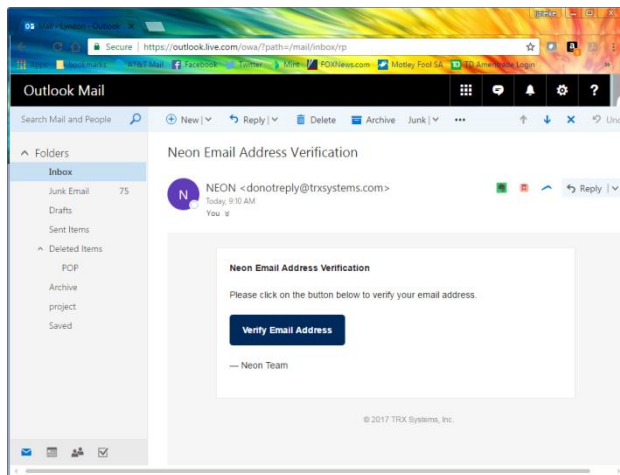 Secure | https://outlook.live.com/owa/?path=/mail/inbox/rp
Apps Bookmarks AT&T Mail Facebook Twitter Mint FOXNews.com Motley Fool SA TD Ameritrade Login »
Outlook Mail ?
Search Mail and People New | Reply | Delete Archive Junk | •••
Folders
Inbox
Junk Email 75
Drafts
Sent Items
Deleted Items
POP
Archive
project
Saved
Neon Email Address Verification
N
NEON <donotreply@trxsystems.com>
Today, 9:10 AM
You
Reply |
Neon Email Address Verification
Please click on the button below to verify your email address.
Verify Email Address
— Neon Team
© 2017 TRX Systems, Inc.